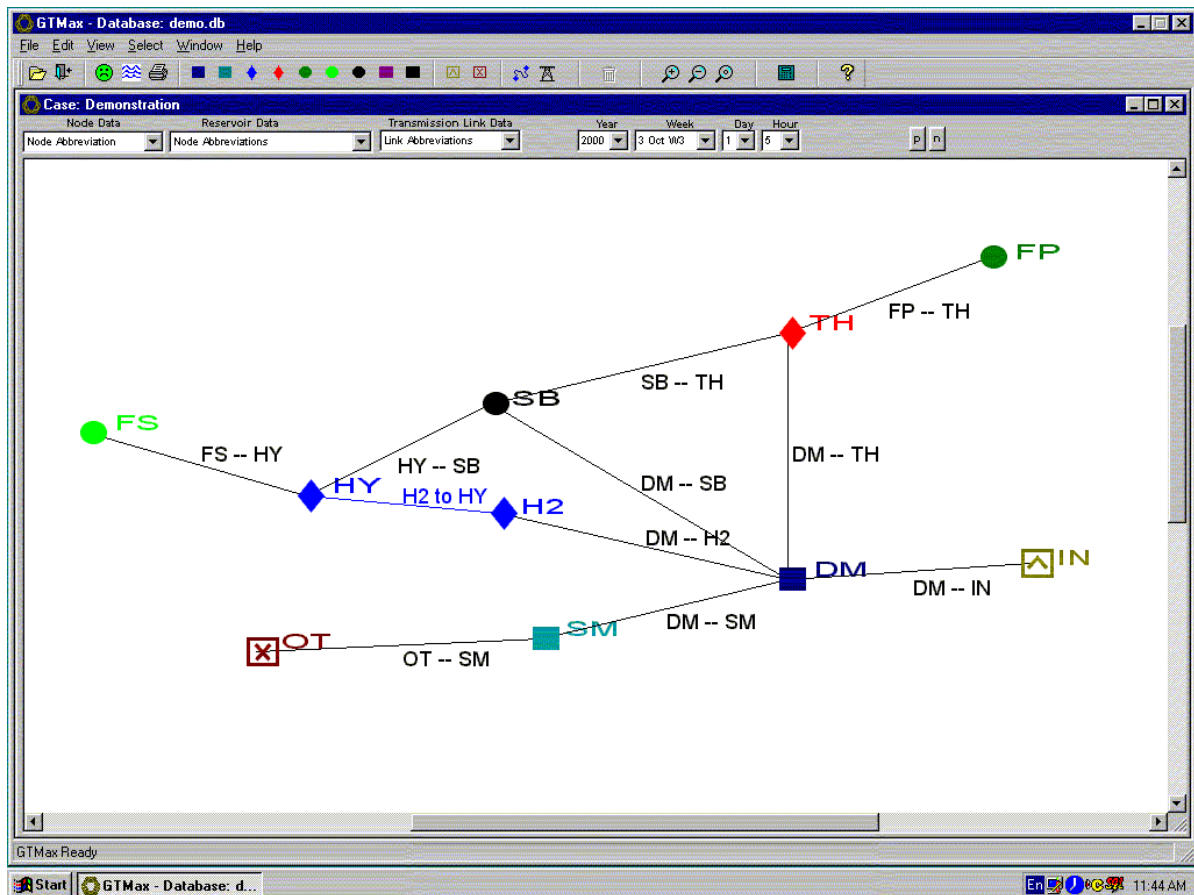 GTMax - Database: demo.db
File Edit View Select Window Help
Case: Demonstration
Node Data Reservoir Data Transmission Link Data Year Week Day Hour
Node Abbreviation Node Abbreviations Link Abbreviations 2000 3 Oct W3 1 5 p n
FP
FP -- TH
TH
SB -- TH
SB
FS
FS -- HY
HY -- SB
DM -- TH
HY
H2 to HY
DM -- SB
H2
DM -- H2
DM
IN
DM -- IN
SM
DM -- SM
OT
OT -- SM
GTMax Ready
Start GTMax - Database: d... En 11:44 AM